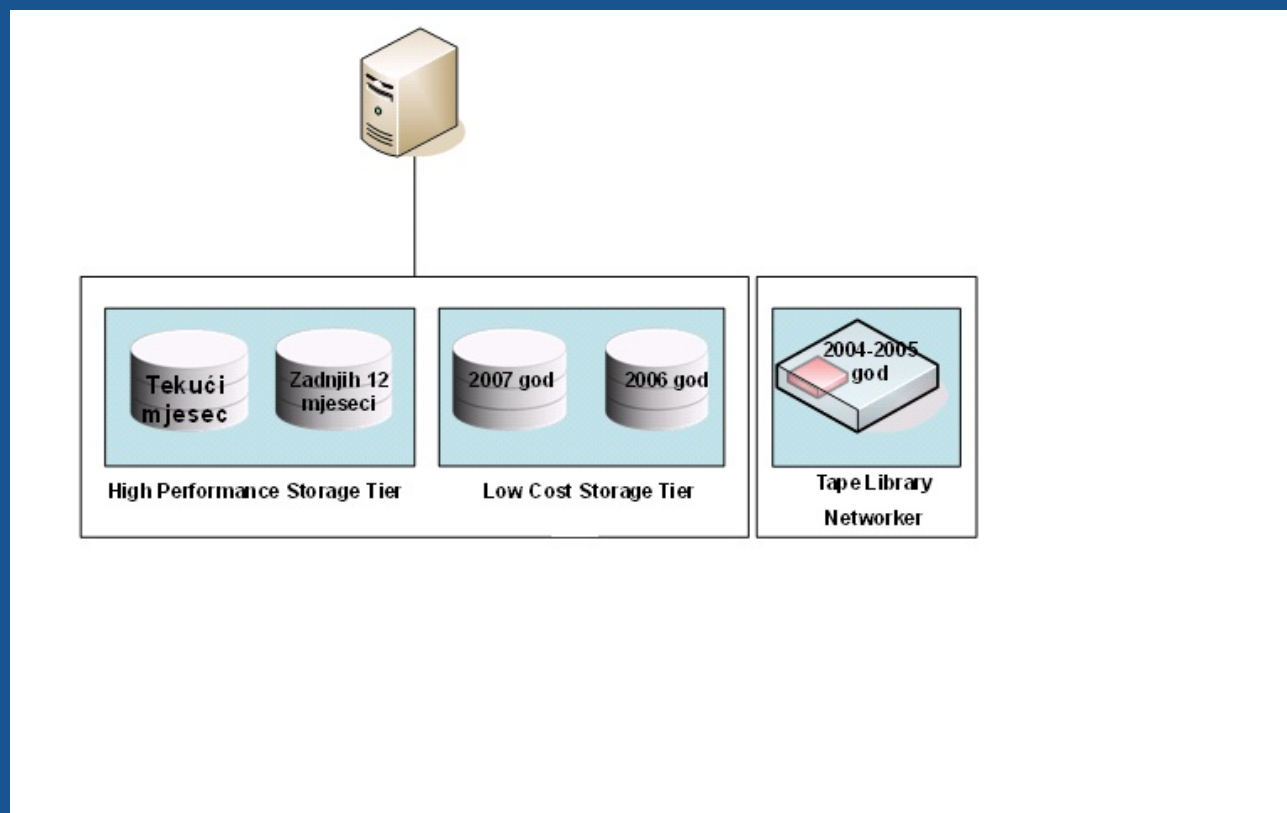 Tekući
mjesec
Zadnjih 12
mjeseci
2007 god
2006 god
2004-2005
god
High Performance Storage Tier
Low Cost Storage Tier
Tape Library
Networker